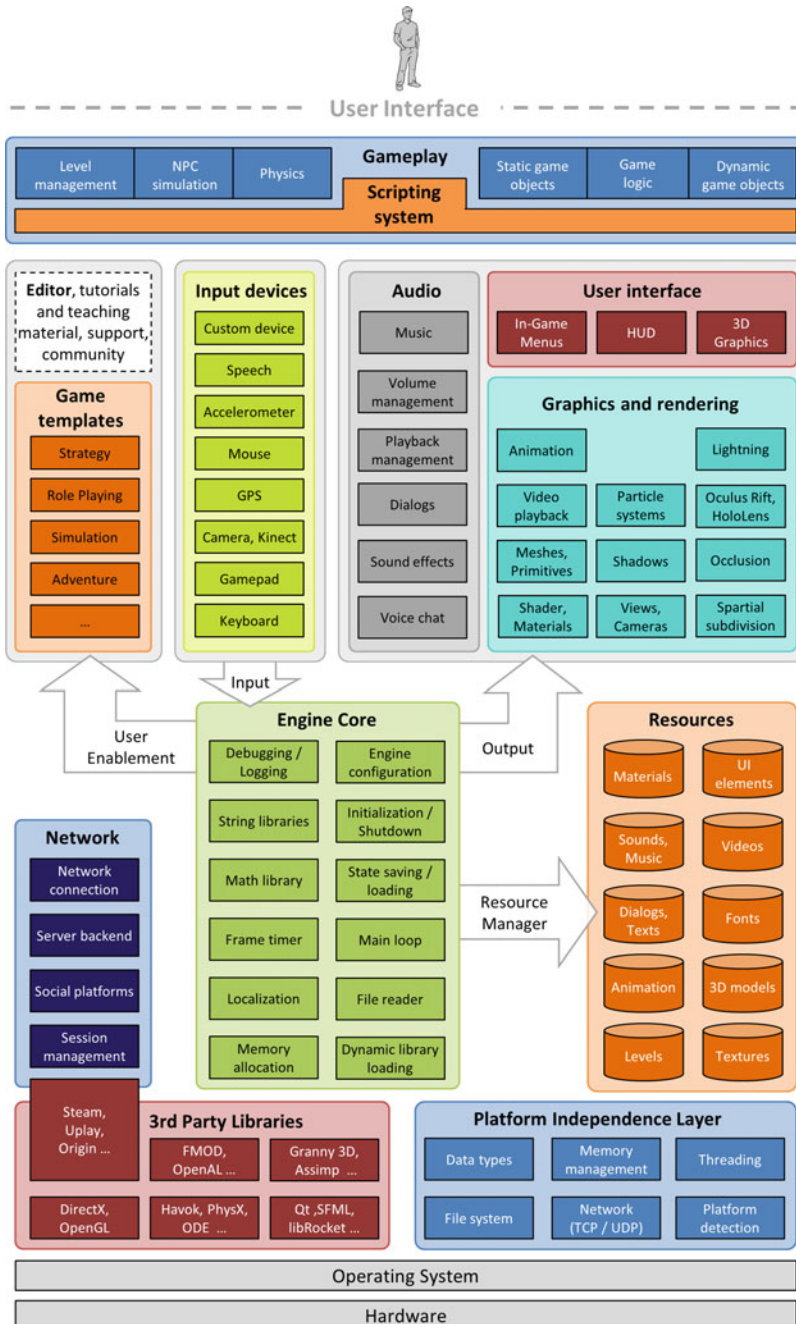 User Interface
Gameplay
Level
management
NPC
simulation
Physics
Static game
objects
Game
logic
Dynamic
game objects
Scripting
system
Editor, tutorials
and teaching
material, support,
community
Game
templates
Strategy
Role Playing
Simulation
Adventure
...
Input devices
Custom device
Speech
Accelerometer
Mouse
GPS
Camera, Kinect
Gamepad
Keyboard
Audio
Music
Volume
management
Playback
management
Dialogs
Sound effects
Voice chat
User interface
In-Game
Menus
HUD
3D
Graphics
Graphics and rendering
Animation
Lightning
Video
playback
Particle
systems
Oculus Rift,
HoloLens
Meshes,
Primitives
Shadows
Occlusion
Shader,
Materials
Views,
Cameras
Spartial
subdivision
User
Enablement
Input
Output
Engine Core
Debugging /
Logging
Engine
configuration
String libraries
Initialization /
Shutdown
Math library
State saving /
loading
Frame timer
Main loop
Localization
File reader
Memory
allocation
Dynamic library
loading
Resource
Manager
Resources
Materials
UI
elements
Sounds,
Music
Videos
Dialogs,
Texts
Fonts
Animation
3D models
Levels
Textures
Network
Network
connection
Server backend
Social platforms
Session
management
Steam,
Uplay,
Origin ...
3rd Party Libraries
FMOD,
OpenAL ...
Granny 3D,
Assimp ...
DirectX,
OpenGL
Havok, PhysX,
ODE ...
Qt ,SFML,
libRocket ...
Platform Independence Layer
Data types
Memory
management
Threading
File system
Network
(TCP / UDP)
Platform
detection
Operating System
Hardware